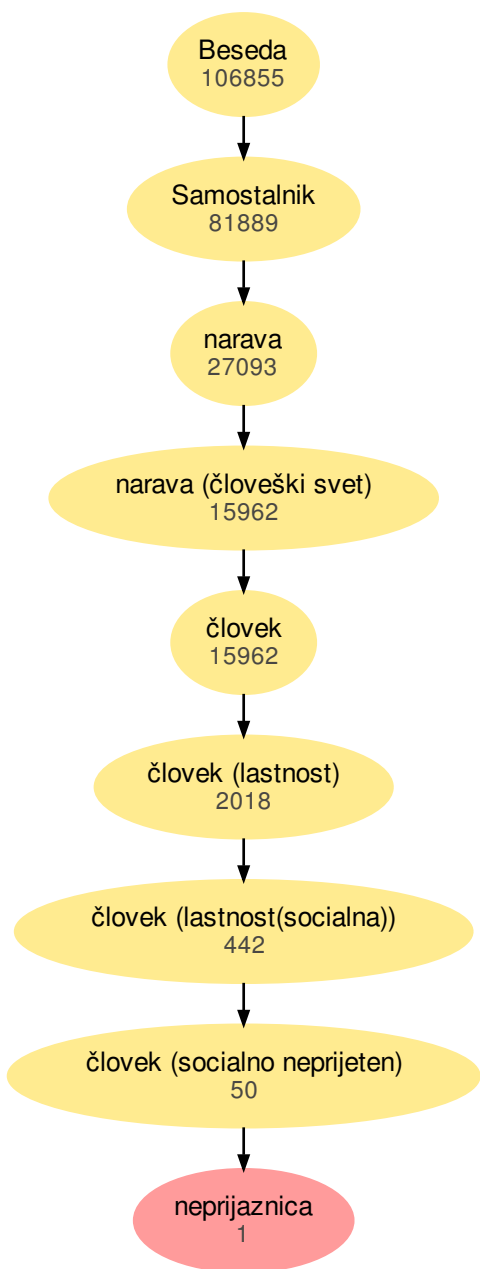 Beseda
106855
Samostalnik
81889
narava
27093
narava (človeški svet)
15962
človek
15962
človek (lastnost)
2018
človek (lastnost(socialna))
442
človek (socialno neprijeten)
50
neprijaznica
1